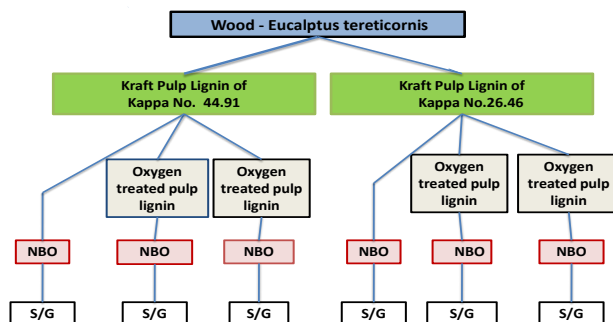 Wood - Eucalptus tereticornis
Kraft Pulp Lignin of
Kappa No. 44.91
Kraft Pulp Lignin of
Kappa No.26.46
Oxygen
treated pulp
lignin
Oxygen
treated pulp
lignin
Oxygen
treated pulp
lignin
Oxygen
treated pulp
lignin
NBO
NBO
NBO
NBO
NBO
NBO
S/G
S/G
S/G
S/G
S/G
S/G